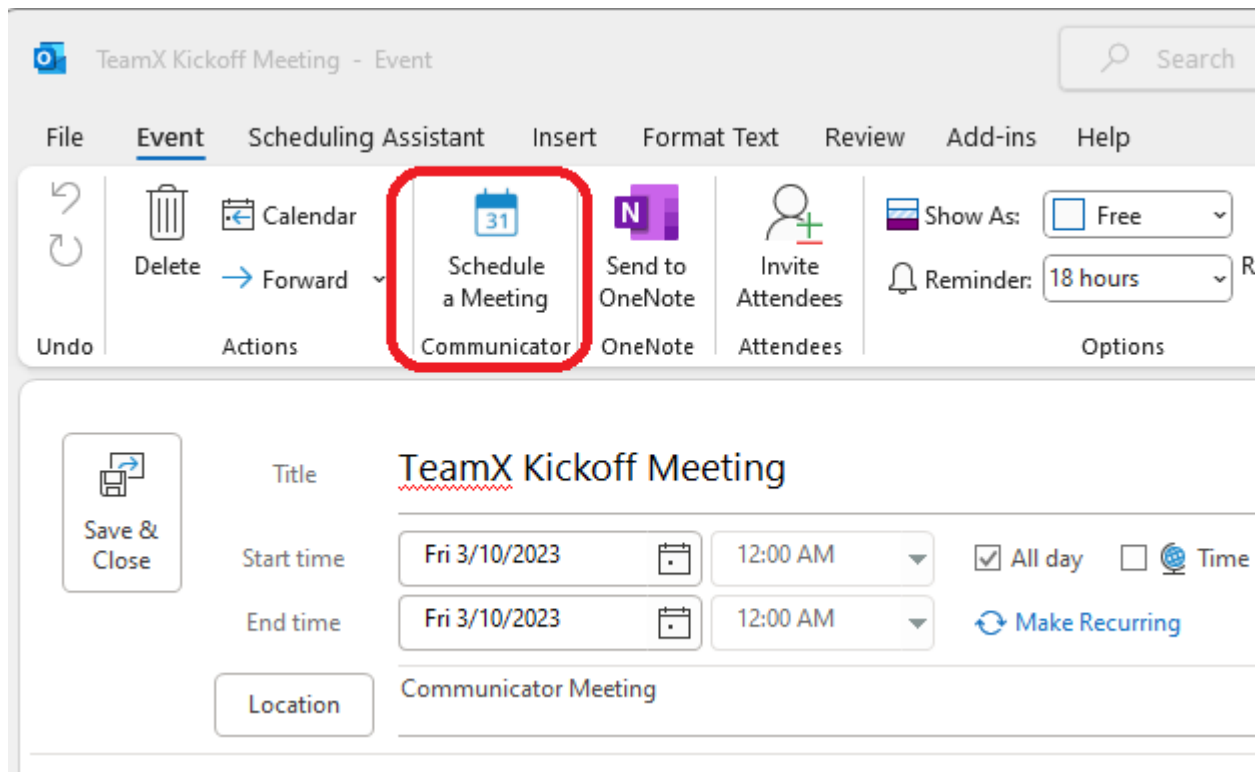 TeamX Kickoff Meeting - Event
Search
File Event Scheduling Assistant Insert Format Text Review Add-ins Help
Delete
Calendar
Forward
31
Schedule
a Meeting
N
Send to
OneNote
Invite
Attendees
Show As: Free
Reminder: 18 hours
R
Undo Actions Communicator OneNote Attendees Options
Save &
Close
Title TeamX Kickoff Meeting
Start time Fri 3/10/2023 12:00 AM All day Time
End time Fri 3/10/2023 12:00 AM Make Recurring
Location Communicator Meeting